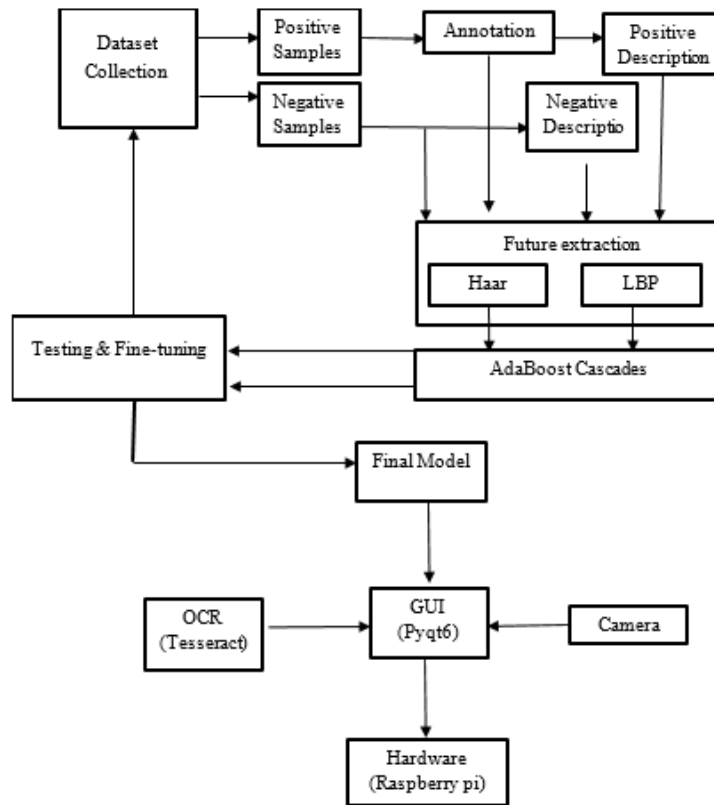 Dataset
Collection
Positive
Samples
Annotation
Positive
Description
Negative
Samples
Negative
Descriptio
Future extraction
Haar
LBP
Testing & Fine-tuning
AdaBoost Cascades
Final Model
OCR
(Tesseract)
GUI
(Pyqt6)
Camera
Hardware
(Raspberry pi)